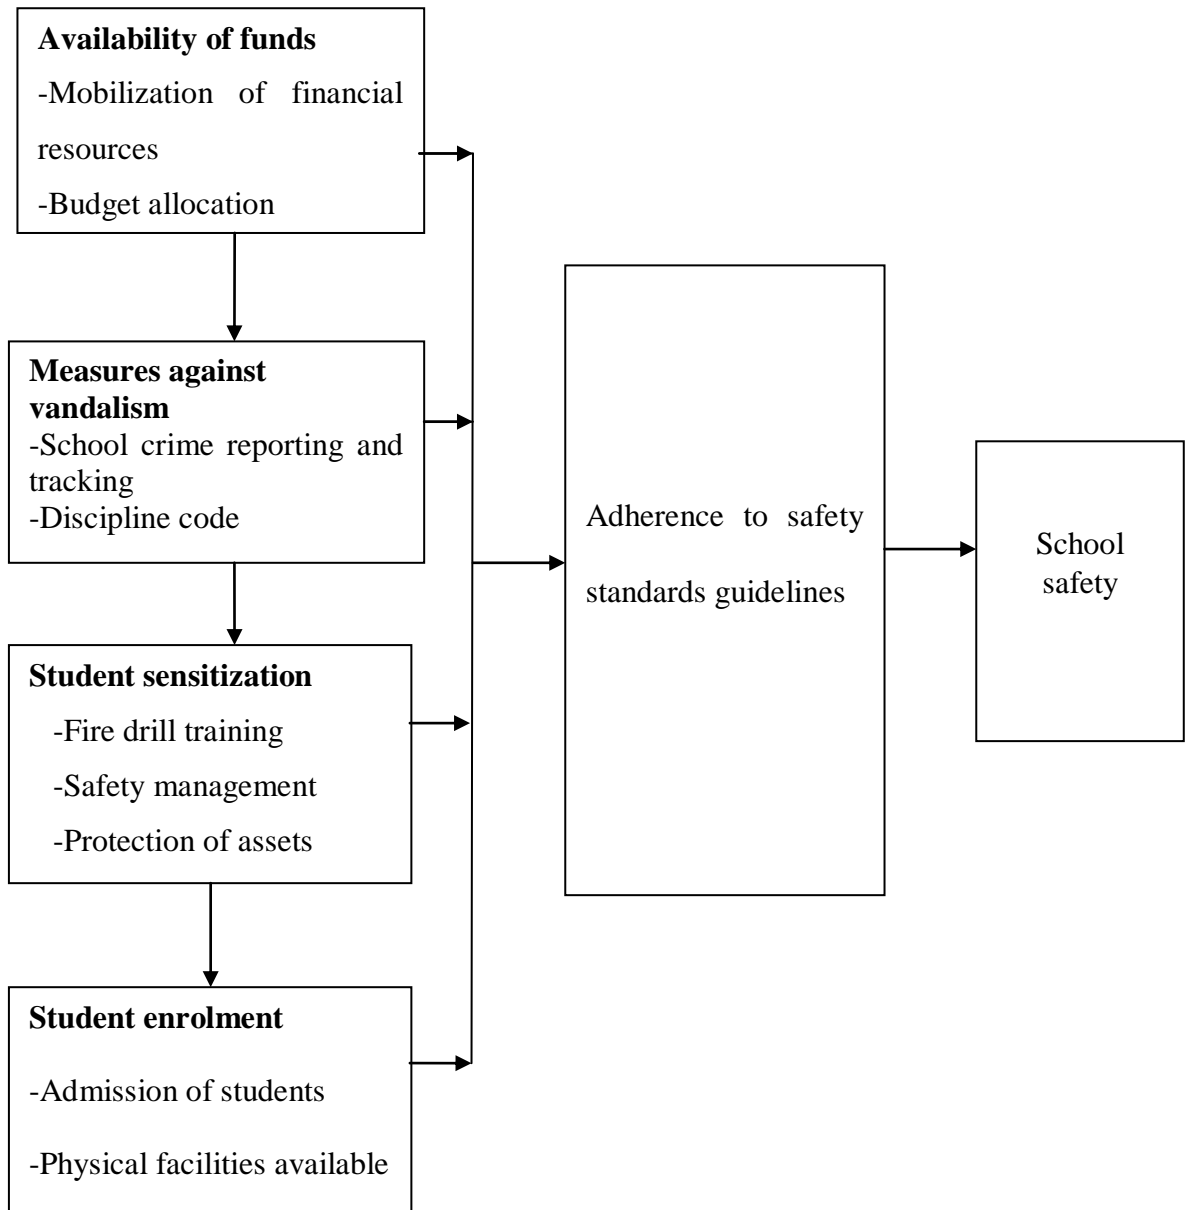 Availability of funds
-Mobilization of financial
resources
-Budget allocation
Measures against
vandalism
-School crime reporting and
tracking
-Discipline code
Student sensitization
-Fire drill training
-Safety management
-Protection of assets
Student enrolment
-Admission of students
-Physical facilities available
Adherence to safety
standards guidelines
School
safety